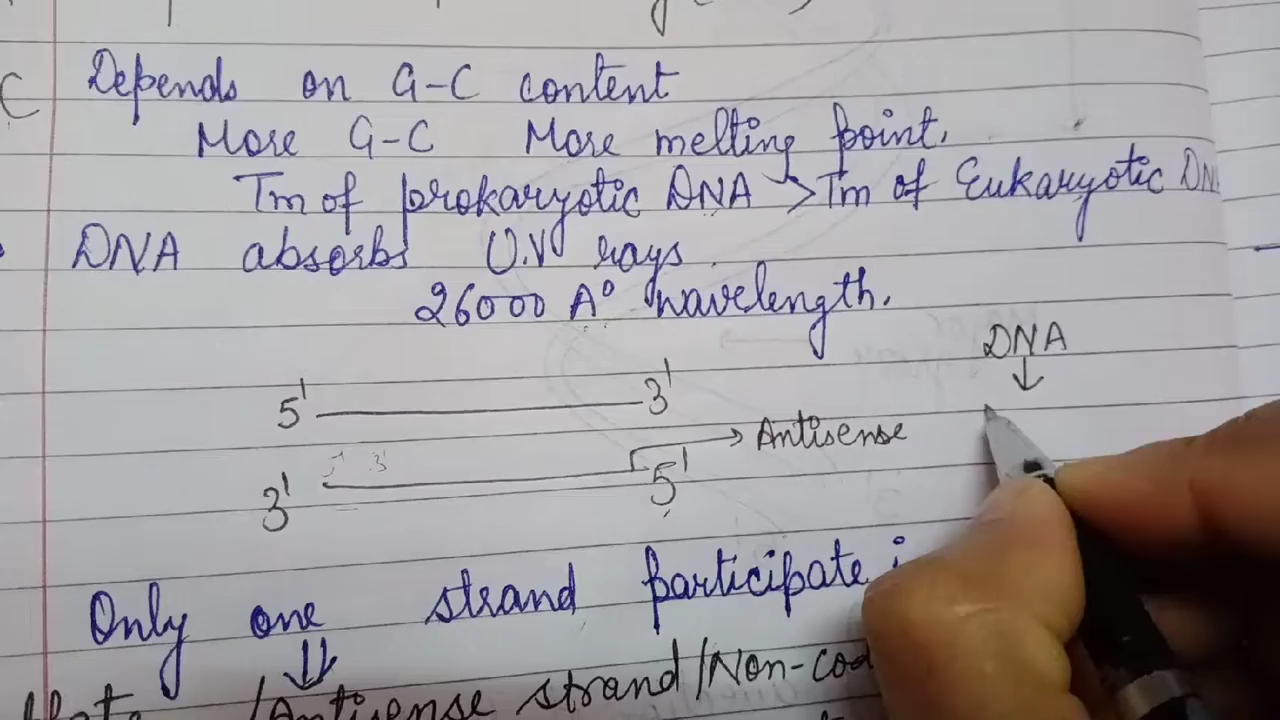 C Depends on G-C content
More G-C More melting point.
Tm of prokaryotic DNA > Tm of Eukaryotic DN
DNA absorbs U.V rays.
26000 A° wavelength.
DNA
↓
5' 3'
→ Antisense
3' 5'
Only one strand participate
/Antisense strand/Non-cod